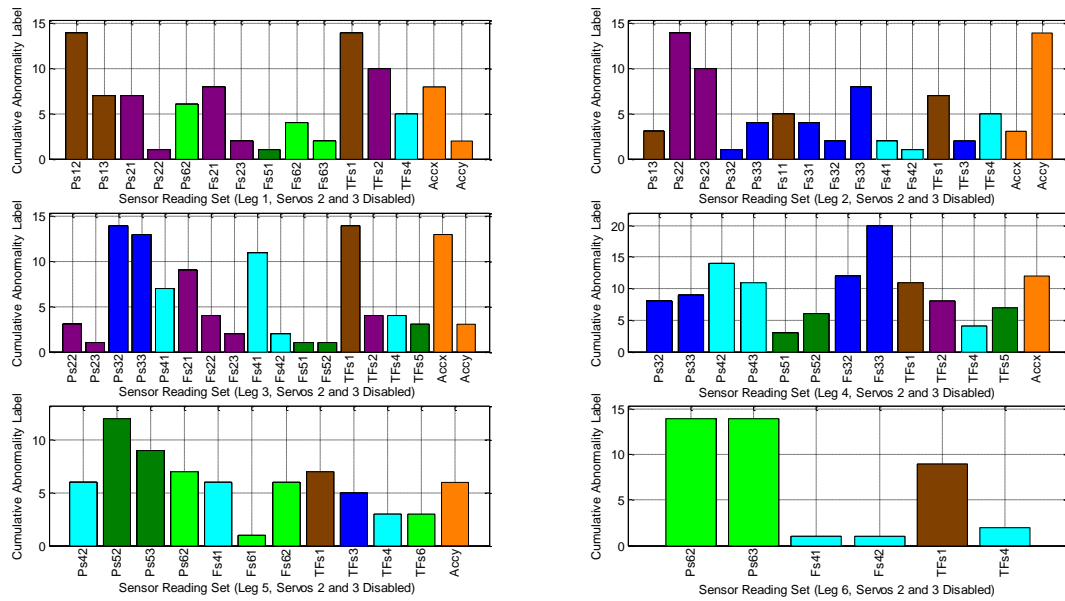 Cumulative Abnormality Label
15
10
5
0
Ps12
Ps13
Ps21
Ps22
Ps62
Fs21
Fs23
Fs51
Fs62
Fs63
TFs1
TFs2
TFs4
Accx
Accy
Sensor Reading Set (Leg 1, Servos 2 and 3 Disabled)
Cumulative Abnormality Label
15
10
5
0
Ps13
Ps22
Ps23
Ps32
Ps33
Fs11
Fs31
Fs32
Fs33
Fs41
Fs42
TFs1
TFs3
TFs4
Accx
Accy
Sensor Reading Set (Leg 2, Servos 2 and 3 Disabled)
Cumulative Abnormality Label
15
10
5
0
Ps22
Ps23
Ps32
Ps33
Ps41
Fs21
Fs22
Fs23
Fs41
Fs42
Fs51
Fs52
TFs1
TFs2
TFs4
TFs5
Accx
Accy
Sensor Reading Set (Leg 3, Servos 2 and 3 Disabled)
Cumulative Abnormality Label
20
15
10
5
0
Ps32
Ps33
Ps42
Ps43
Ps51
Ps52
Fs32
Fs33
TFs1
TFs2
TFs4
TFs5
Accx
Sensor Reading Set (Leg 4, Servos 2 and 3 Disabled)
Cumulative Abnormality Label
10
5
0
Ps42
Ps52
Ps53
Ps62
Fs41
Fs61
Fs62
TFs1
TFs3
TFs4
TFs6
Accy
Sensor Reading Set (Leg 5, Servos 2 and 3 Disabled)
Cumulative Abnormality Label
15
10
5
0
Ps62
Ps63
Fs41
Fs42
TFs1
TFs4
Sensor Reading Set (Leg 6, Servos 2 and 3 Disabled)